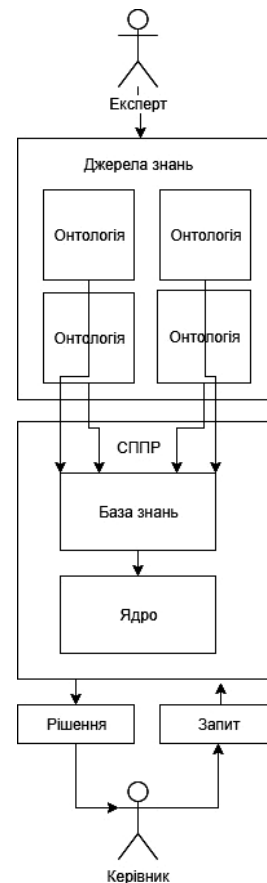 Експерт
Джерела знань
Онтологія
Онтологія
Онтологія
Онтологія
СППР
База знань
Ядро
Рішення
Запит
Керівник